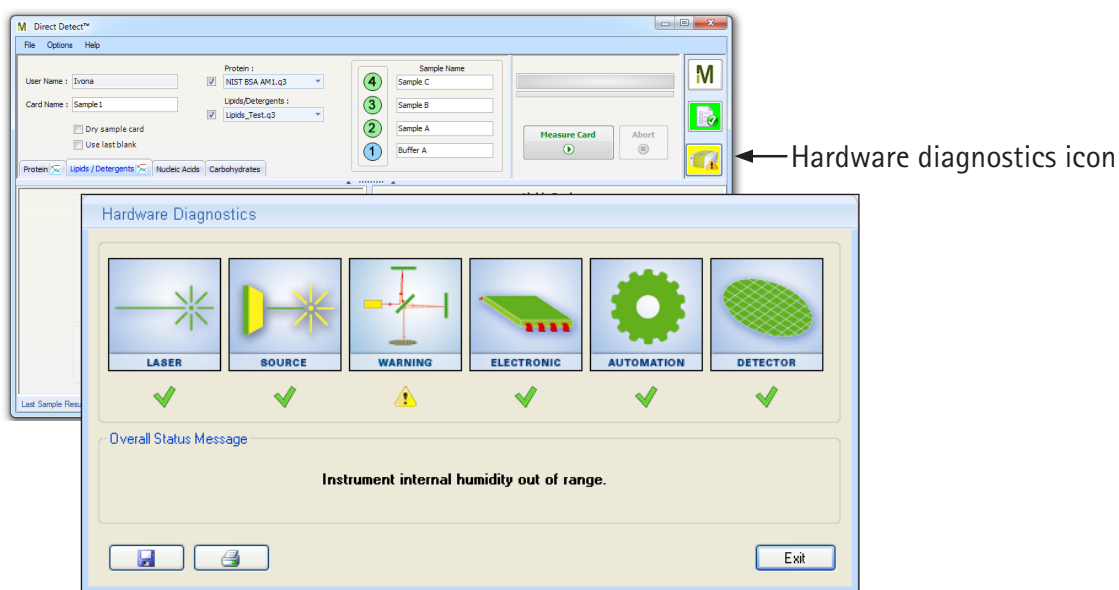 M Direct Detect™
File Options Help
User Name : Ivona
Card Name : Sample1
Dry sample card
Use last blank
Protein :
NIST BSA AM1.q3
Lipids/Detergents :
Lipids_Test.q3
Sample Name
4 Sample C
3 Sample B
2 Sample A
1 Buffer A
Measure Card
Abort
M
Hardware diagnostics icon
Protein Lipids / Detergents Nucleic Acids Carbohydrates
Last Sample Resu
Hardware Diagnostics
LASER SOURCE WARNING ELECTRONIC AUTOMATION DETECTOR
Overall Status Message
Instrument internal humidity out of range.
Exit